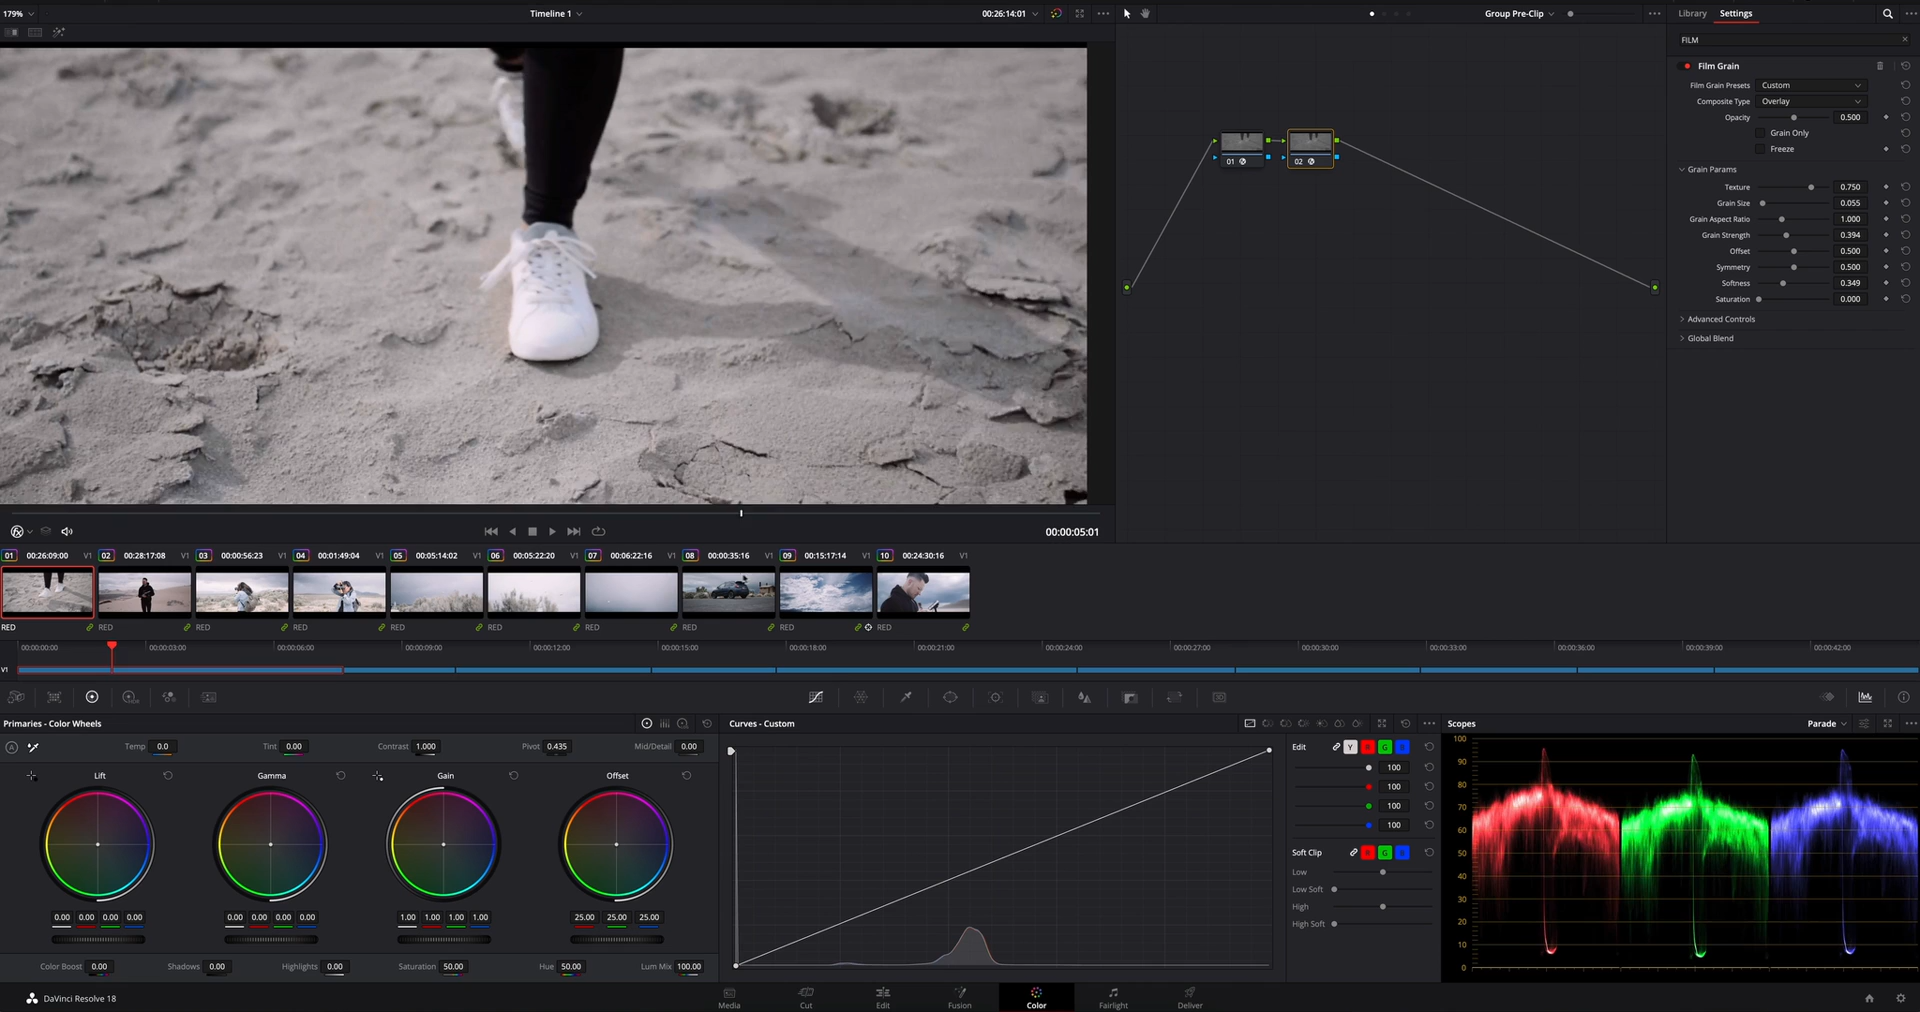 179% Timeline 1 00:26:14:01 Group Pre-Clip Library Settings
FILM
Film Grain
Film Grain Presets Custom
Composite Type Overlay
Opacity 0.500
Grain Only
Freeze
01 02
Grain Params
Texture 0.750
Grain Size 0.055
Grain Aspect Ratio 1.000
Grain Strength 0.394
Offset 0.500
Symmetry 0.500
Softness 0.349
Saturation 0.000
Advanced Controls
Global Blend
00:00:05:01
01 00:26:09:00 V1 02 00:28:17:08 V1 03 00:00:56:23 V1 04 00:01:49:04 V1 05 00:05:14:02 V1 06 00:05:22:20 V1 07 00:06:22:16 V1 08 00:00:35:16 V1 09 00:15:17:14 V1 10 00:24:30:16 V1
RED RED RED RED RED RED RED RED RED RED
00:00:00:00 00:00:03:00 00:00:06:00 00:00:09:00 00:00:12:00 00:00:15:00 00:00:18:00 00:00:21:00 00:00:24:00 00:00:27:00 00:00:30:00 00:00:33:00 00:00:36:00 00:00:39:00 00:00:42:00
V1
Primaries - Color Wheels
Temp 0.0 Tint 0.00 Contrast 1.000 Pivot 0.435 Mid/Detail 0.00
Lift Gamma Gain Offset
0.00 0.00 0.00 0.00 0.00 0.00 0.00 0.00 1.00 1.00 1.00 1.00 25.00 25.00 25.00
Color Boost 0.00 Shadows 0.00 Highlights 0.00 Saturation 50.00 Hue 50.00 Lum Mix 100.00
Curves - Custom
Edit Y R G B
100
100
100
100
Soft Clip R G B
Low
Low Soft
High
High Soft
Scopes Parade
100
90
80
70
60
50
40
30
20
10
0
DaVinci Resolve 18
Media Cut Edit Fusion Color Fairlight Deliver